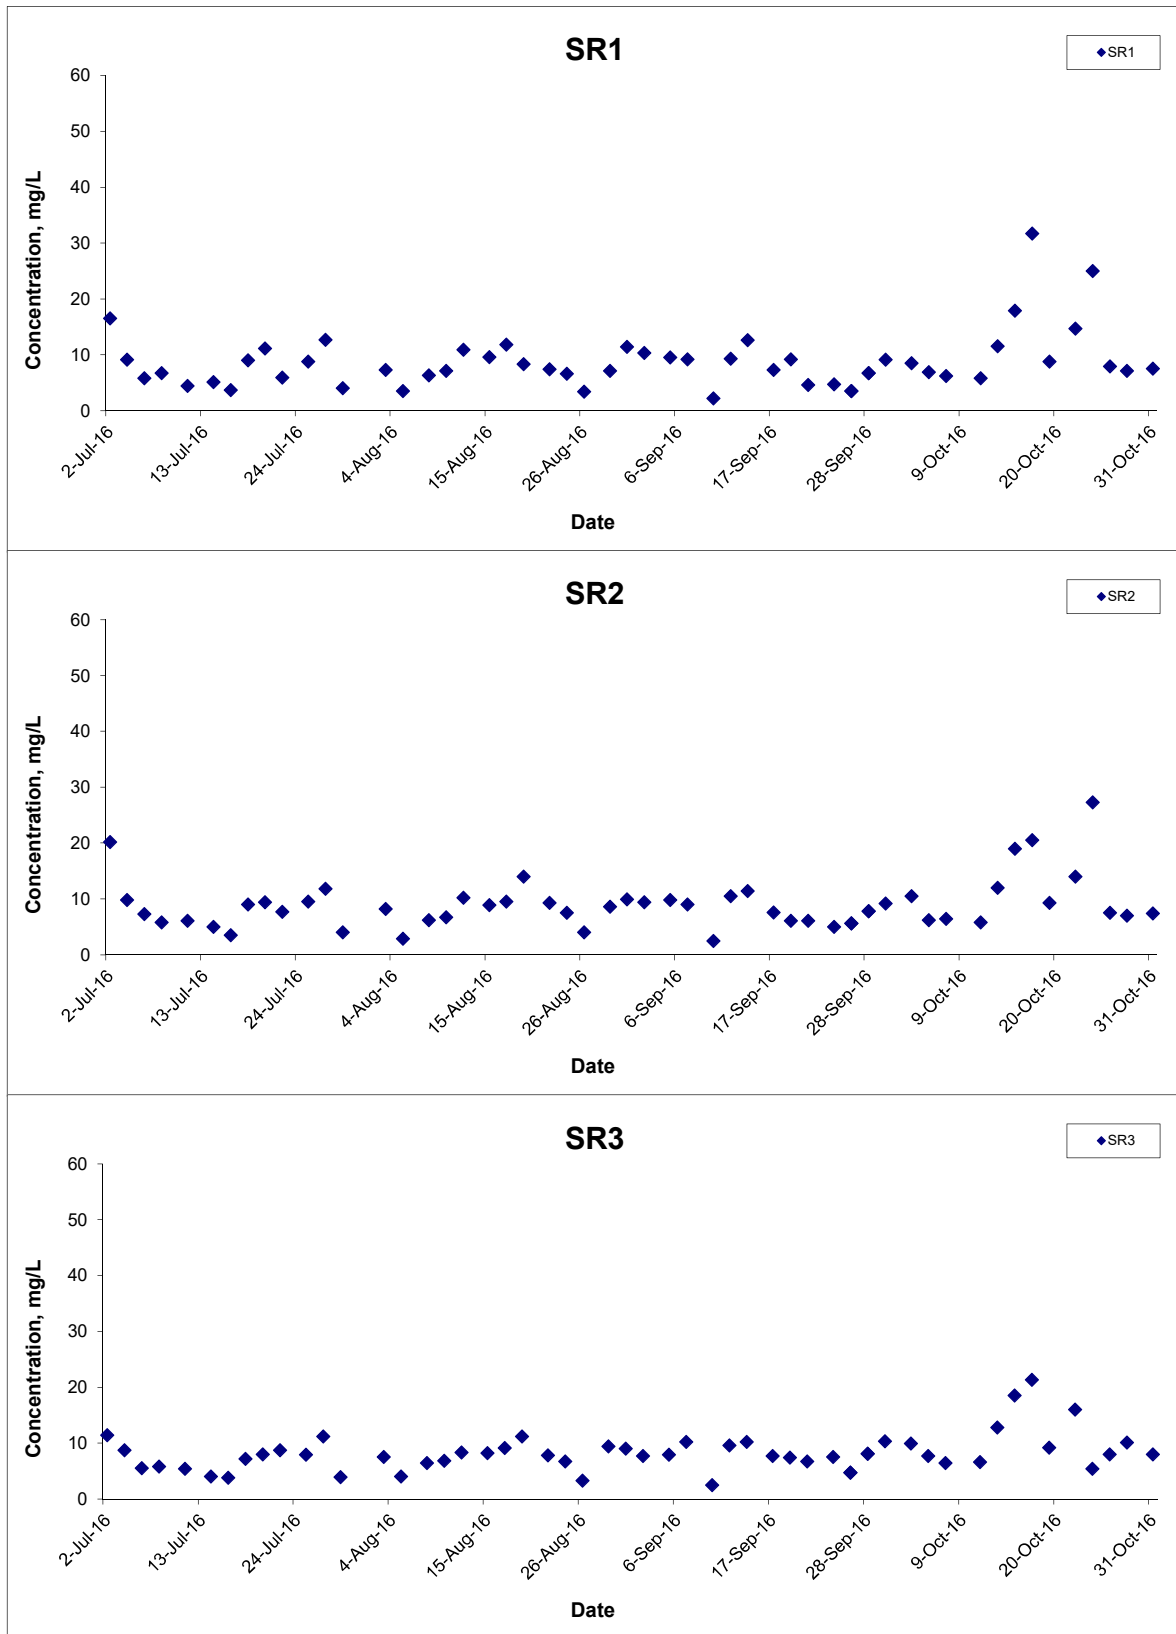 SR1
SR1
60
50
40
30
20
10
0
Concentration, mg/L
2-Jul-16
13-Jul-16
24-Jul-16
4-Aug-16
15-Aug-16
26-Aug-16
6-Sep-16
17-Sep-16
28-Sep-16
9-Oct-16
20-Oct-16
31-Oct-16
Date
SR2
SR2
60
50
40
30
20
10
0
Concentration, mg/L
2-Jul-16
13-Jul-16
24-Jul-16
4-Aug-16
15-Aug-16
26-Aug-16
6-Sep-16
17-Sep-16
28-Sep-16
9-Oct-16
20-Oct-16
31-Oct-16
Date
SR3
SR3
60
50
40
30
20
10
0
Concentration, mg/L
2-Jul-16
13-Jul-16
24-Jul-16
4-Aug-16
15-Aug-16
26-Aug-16
6-Sep-16
17-Sep-16
28-Sep-16
9-Oct-16
20-Oct-16
31-Oct-16
Date